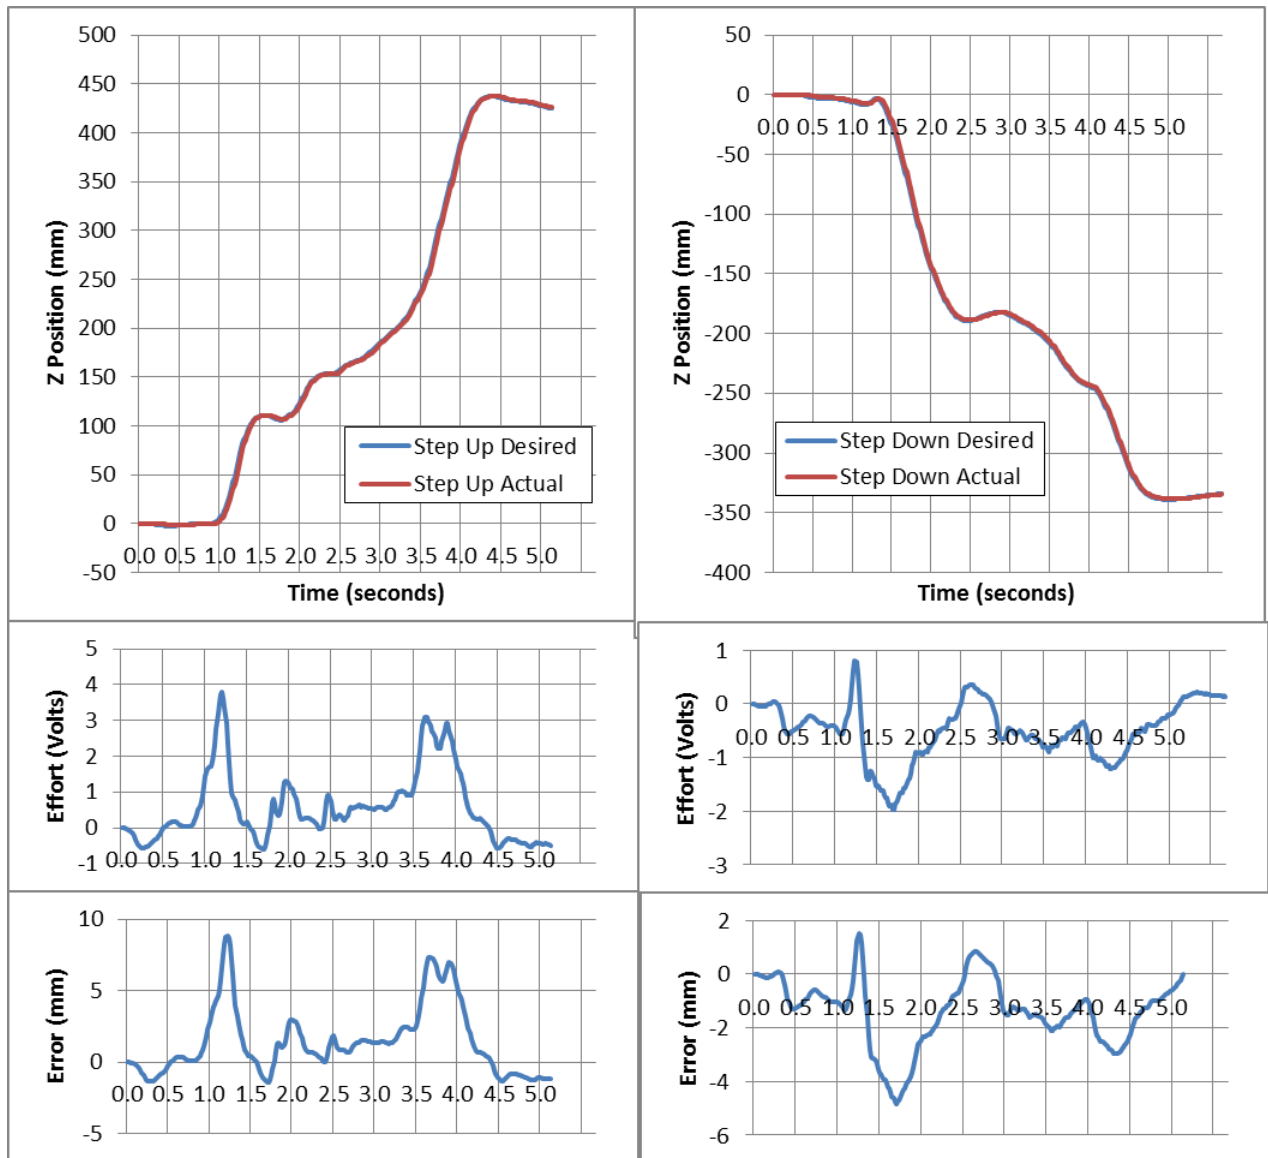 500
450
400
350
300
250
200
150
100
50
0
-50
Z Position (mm)
0.0 0.5 1.0 1.5 2.0 2.5 3.0 3.5 4.0 4.5 5.0
Time (seconds)
Step Up Desired
Step Up Actual
50
0
-50
-100
-150
-200
-250
-300
-350
-400
Z Position (mm)
0.0 0.5 1.0 1.5 2.0 2.5 3.0 3.5 4.0 4.5 5.0
Time (seconds)
Step Down Desired
Step Down Actual
5
4
3
2
1
0
-1
Effort (Volts)
0.0 0.5 1.0 1.5 2.0 2.5 3.0 3.5 4.0 4.5 5.0
1
0
-1
-2
-3
Effort (Volts)
0.0 0.5 1.0 1.5 2.0 2.5 3.0 3.5 4.0 4.5 5.0
10
5
0
-5
Error (mm)
0.0 0.5 1.0 1.5 2.0 2.5 3.0 3.5 4.0 4.5 5.0
2
0
-2
-4
-6
Error (mm)
0.0 0.5 1.0 1.5 2.0 2.5 3.0 3.5 4.0 4.5 5.0